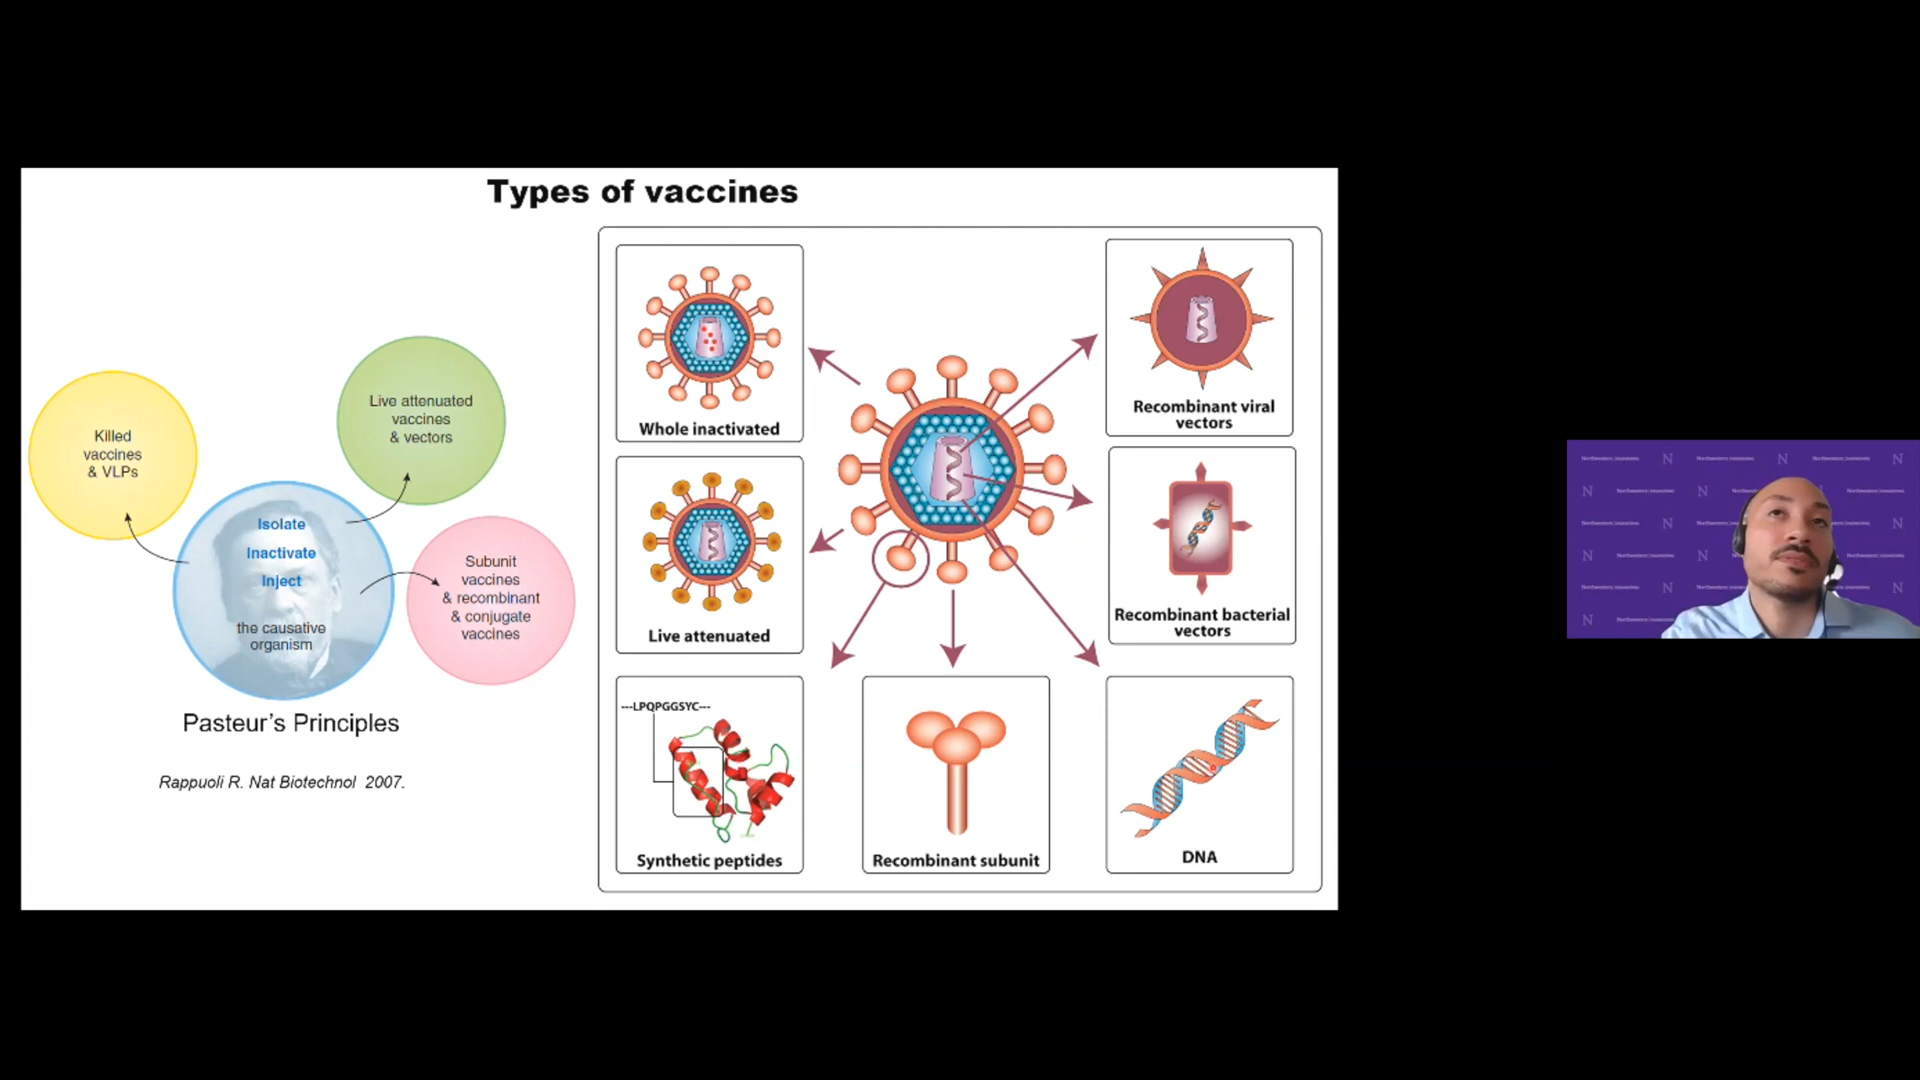 Types of vaccines
Killed
vaccines
& VLPs
Live attenuated
vaccines
& vectors
Isolate
Inactivate
Inject
the causative
organism
Subunit
vaccines
& recombinant
& conjugate
vaccines
Pasteur's Principles
Rappuoli R. Nat Biotechnol 2007.
Whole inactivated
Live attenuated
---LPQPGGSYC---
Synthetic peptides
Recombinant subunit
DNA
Recombinant viral
vectors
Recombinant bacterial
vectors